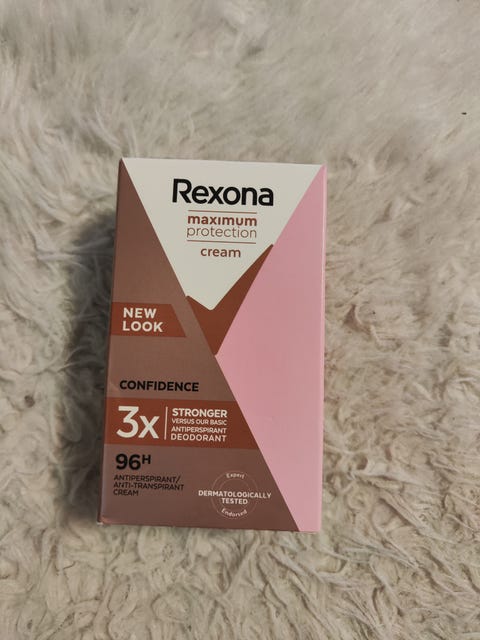 Rexona
maximum
protection
cream
NEW
LOOK
CONFIDENCE
3x
STRONGER
VERSUS OUR BASIC
ANTIPERSPIRANT
DEODORANT
96H
ANTIPERSPIRANT/
ANTI-TRANSPIRANT
CREAM
Expert
DERMATOLOGICALLY
TESTED
Endorsed